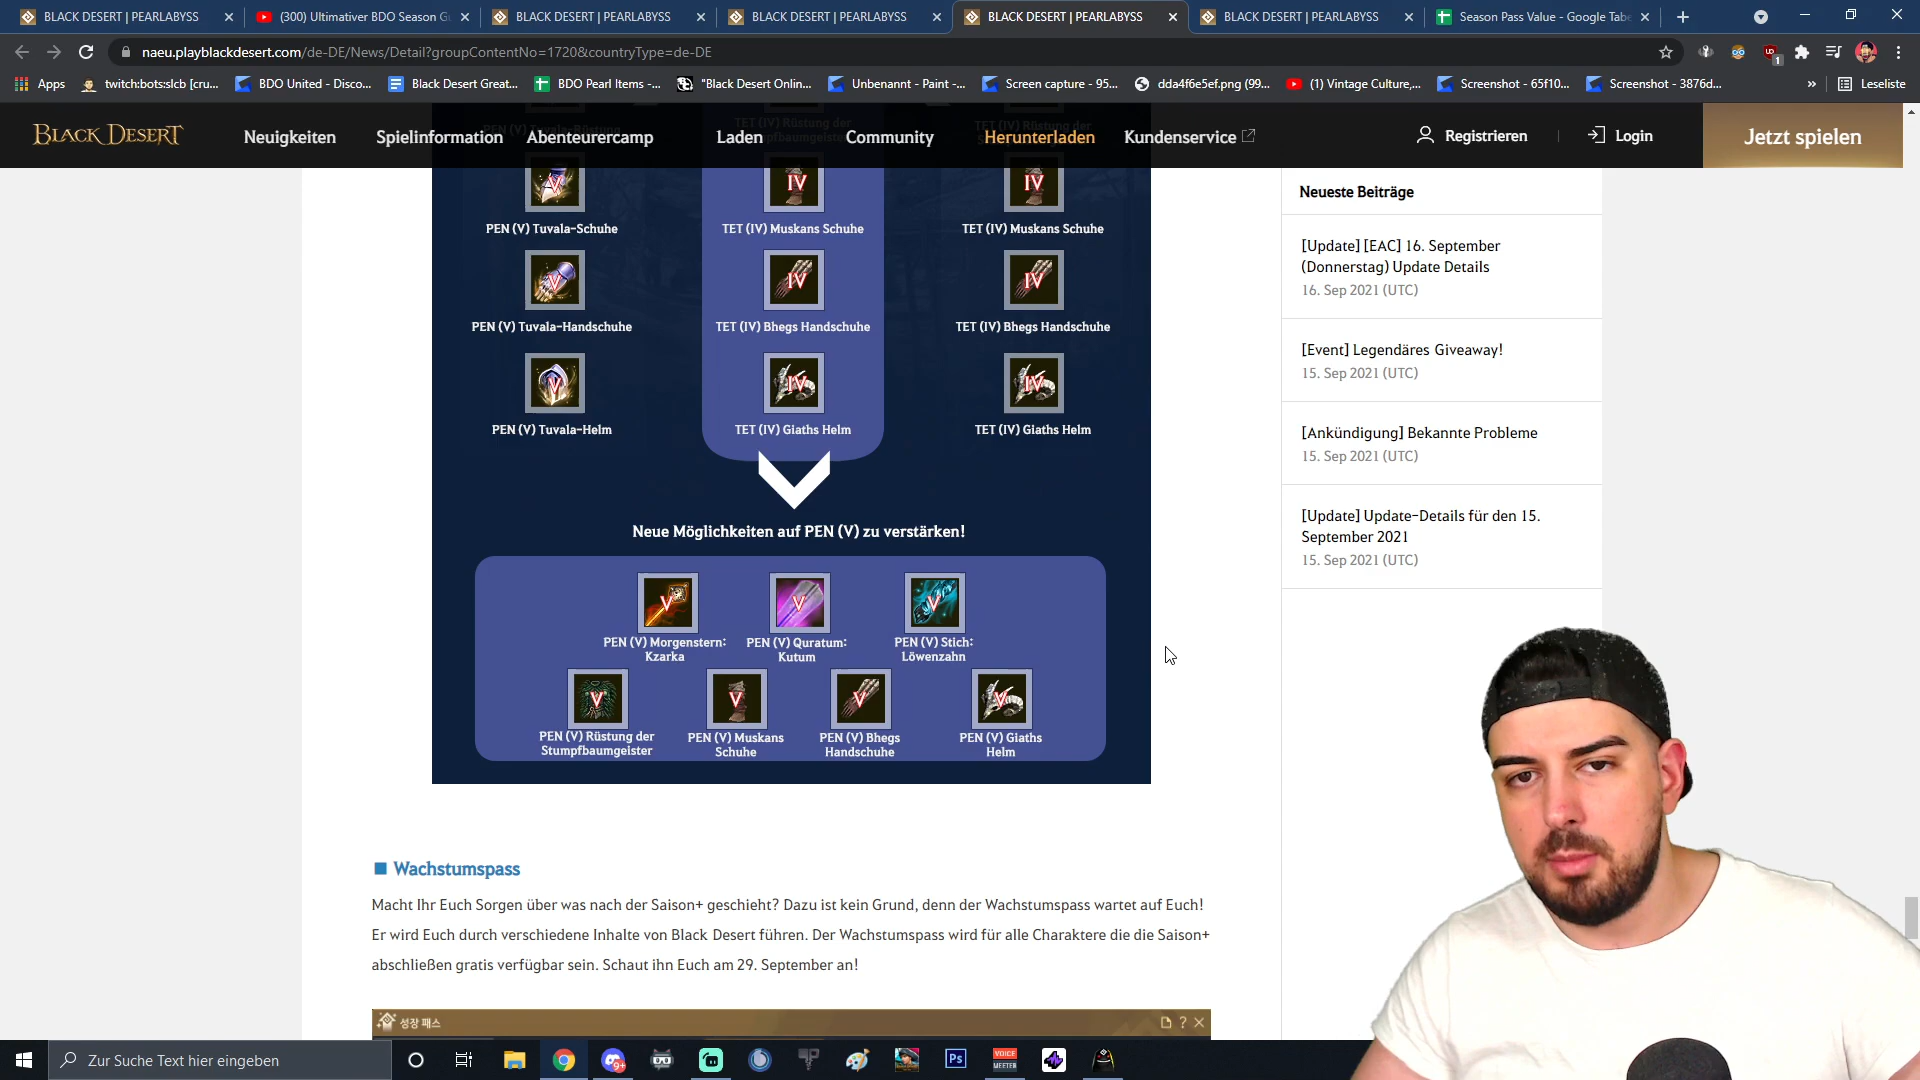 BLACK DESERT | PEARLABYSS
(300) Ultimativer BDO Season Gu
BLACK DESERT | PEARLABYSS
BLACK DESERT | PEARLABYSS
BLACK DESERT | PEARLABYSS
BLACK DESERT | PEARLABYSS
Season Pass Value - Google Tabe
naeu.playblackdesert.com/de-DE/News/Detail?groupContentNo=1720&countryType=de-DE
Apps
twitch:bots:slcb [cru...
BDO United - Disco...
Black Desert Great...
BDO Pearl Items -...
"Black Desert Onlin...
Unbenannt - Paint -...
Screen capture - 95...
dda4f6e5ef.png (99...
(1) Vintage Culture,...
Screenshot - 65f10...
Screenshot - 3876d...
»
Leseliste
BLACK DESERT
Neuigkeiten
Spielinformation
Abenteurercamp
Laden
Community
Herunterladen
Kundenservice
Registrieren
Login
Jetzt spielen
V
IV
IV
PEN (V) Tuvala-Schuhe
TET (IV) Muskans Schuhe
TET (IV) Muskans Schuhe
V
IV
IV
PEN (V) Tuvala-Handschuhe
TET (IV) Bhegs Handschuhe
TET (IV) Bhegs Handschuhe
V
IV
IV
PEN (V) Tuvala-Helm
TET (IV) Giaths Helm
TET (IV) Giaths Helm
Neue Möglichkeiten auf PEN (V) zu verstärken!
V
V
V
PEN (V) Morgenstern:
Kzarka
PEN (V) Quratum:
Kutum
PEN (V) Stich:
Löwenzahn
V
V
V
V
PEN (V) Rüstung der
Stumpfbaumgeister
PEN (V) Muskans
Schuhe
PEN (V) Bhegs
Handschuhe
PEN (V) Giaths
Helm
Wachstumspass
Macht Ihr Euch Sorgen über was nach der Saison+ geschieht? Dazu ist kein Grund, denn der Wachstumspass wartet auf Euch!
Er wird Euch durch verschiedene Inhalte von Black Desert führen. Der Wachstumspass wird für alle Charaktere die die Saison+
abschließen gratis verfügbar sein. Schaut ihn Euch am 29. September an!
성장 패스
Neueste Beiträge
[Update] [EAC] 16. September
(Donnerstag) Update Details
16. Sep 2021 (UTC)
[Event] Legendäres Giveaway!
15. Sep 2021 (UTC)
[Ankündigung] Bekannte Probleme
15. Sep 2021 (UTC)
[Update] Update-Details für den 15.
September 2021
15. Sep 2021 (UTC)
Zur Suche Text hier eingeben
9+
Ps
VOICE
MEETER